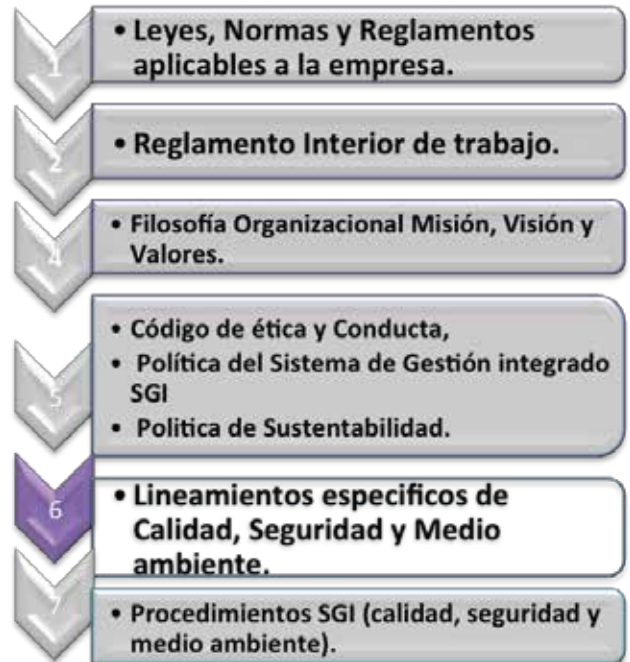 1
• Leyes, Normas y Reglamentos
aplicables a la empresa.
2
• Reglamento Interior de trabajo.
4
• Filosofía Organizacional Misión, Visión y
Valores.
5
• Código de ética y Conducta,
• Política del Sistema de Gestión integrado
SGI
• Politica de Sustentabilidad.
6
• Lineamientos especificos de
Calidad, Seguridad y Medio
ambiente.
7
• Procedimientos SGI (calidad, seguridad y
medio ambiente).